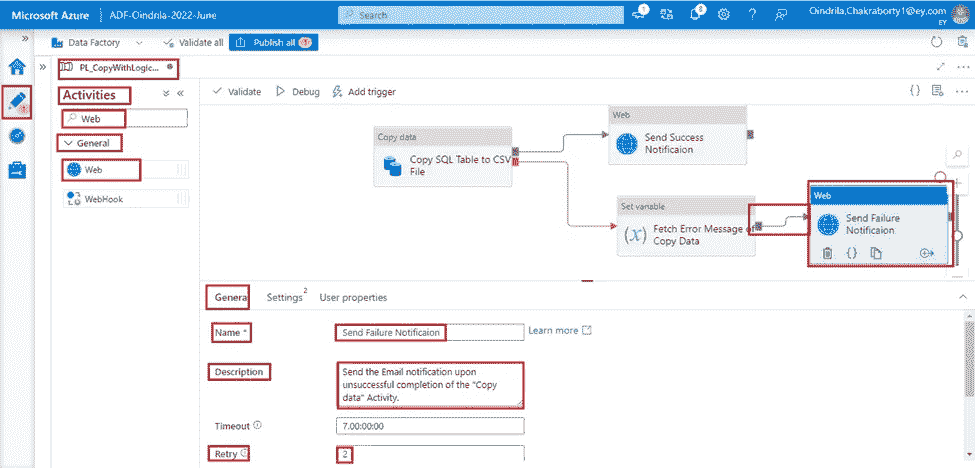 Microsoft Azure
ADF-Oindrila-2022-June
Search
1
8
Oindrila.Chakraborty1@ey.com
EY
Data Factory
Validate all
Publish all
1
PL_CopyWithLogic...
Activities
Web
General
Web
WebHook
Validate
Debug
Add trigger
Copy data
Copy SQL Table to CSV
File
Web
Send Success
Notificaion
Set variable
(x)
Fetch Error Message of
Copy Data
Web
Send Failure
Notificaion
Genera
Settings
2
User properties
Name *
Send Failure Notificaion
Learn more
Description
Send the Email notification upon
unsuccessful completion of the "Copy
data" Activity.
Timeout
7.00:00:00
Retry
2